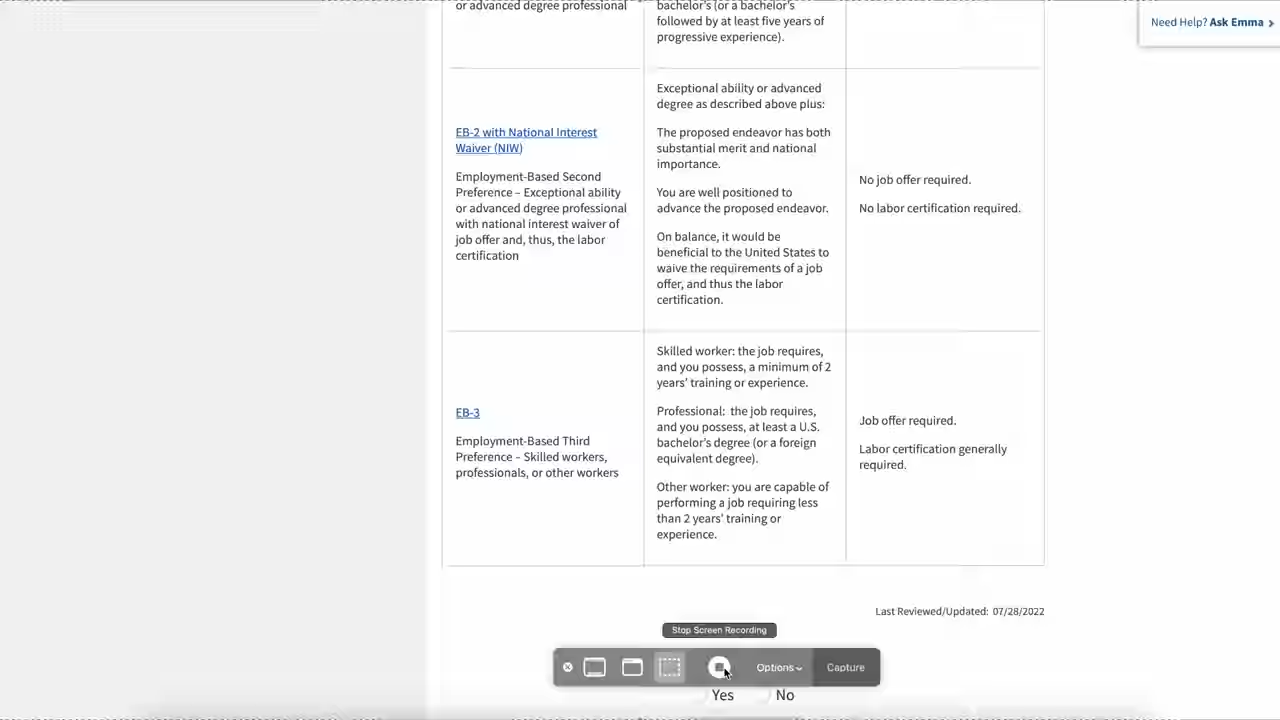 or advanced degree professional
bachelor's (or a bachelor's
followed by at least five years of
progressive experience).
Need Help? Ask Emma
EB-2 with National Interest
Waiver (NIW)
Employment-Based Second
Preference – Exceptional ability
or advanced degree professional
with national interest waiver of
job offer and, thus, the labor
certification
Exceptional ability or advanced
degree as described above plus:
The proposed endeavor has both
substantial merit and national
importance.
You are well positioned to
advance the proposed endeavor.
On balance, it would be
beneficial to the United States to
waive the requirements of a job
offer, and thus the labor
certification.
No job offer required.
No labor certification required.
EB-3
Employment-Based Third
Preference – Skilled workers,
professionals, or other workers
Skilled worker: the job requires,
and you possess, a minimum of 2
years' training or experience.
Professional: the job requires,
and you possess, at least a U.S.
bachelor's degree (or a foreign
equivalent degree).
Other worker: you are capable of
performing a job requiring less
than 2 years' training or
experience.
Job offer required.
Labor certification generally
required.
Last Reviewed/Updated: 07/28/2022
Stop Screen Recording
Options
Capture
Yes
No